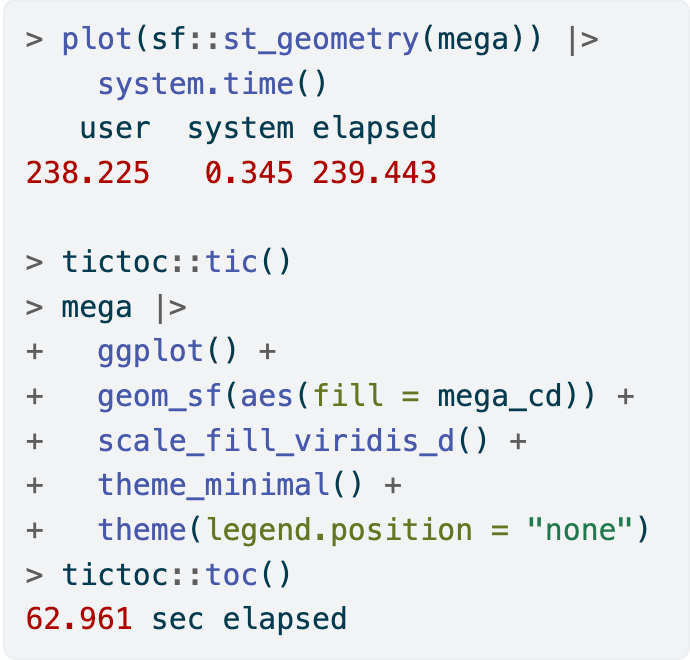 > plot(sf::st_geometry(mega)) |>
    system.time()
   user  system elapsed
238.225   0.345 239.443

> tictoc::tic()
> mega |>
+   ggplot() +
+   geom_sf(aes(fill = mega_cd)) +
+   scale_fill_viridis_d() +
+   theme_minimal() +
+   theme(legend.position = "none")
> tictoc::toc()
62.961 sec elapsed